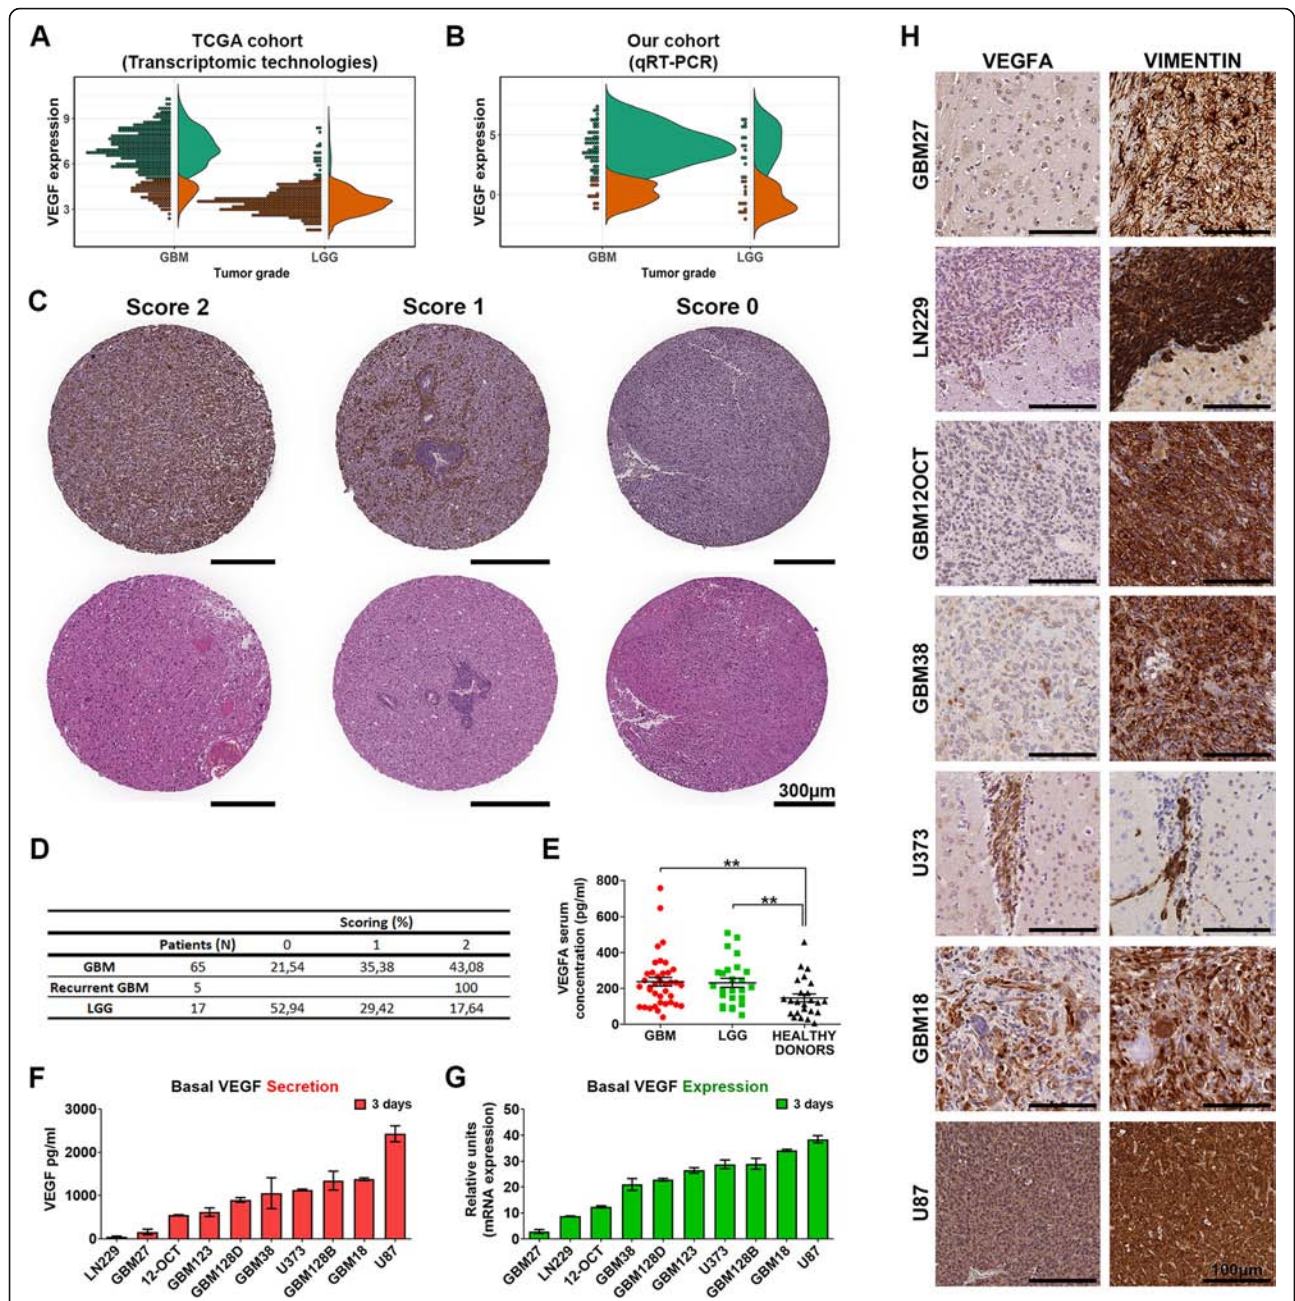 A
TCGA cohort
(Transcriptomic technologies)
VEGF expression
9
6
3
GBM
LGG
Tumor grade
B
Our cohort
(qRT-PCR)
VEGF expression
5
0
GBM
LGG
Tumor grade
C
Score 2
Score 1
Score 0
300µm
D
Scoring (%)
Patients (N) 0 1 2
GBM 65 21,54 35,38 43,08
Recurrent GBM 5 100
LGG 17 52,94 29,42 17,64
E
VEGFA serum
concentration (pg/ml)
800
600
400
200
0
**
**
GBM
LGG
HEALTHY
DONORS
F
Basal VEGF Secretion
3 days
VEGF pg/ml
3000
2000
1000
0
LN229
GBM27
12-OCT
GBM123
GBM128D
GBM38
U373
GBM128B
GBM18
U87
G
Basal VEGF Expression
3 days
Relative units
(mRNA expression)
50
40
30
20
10
0
GBM27
LN229
12-OCT
GBM38
GBM128D
GBM123
U373
GBM128B
GBM18
U87
H
VEGFA
VIMENTIN
GBM27
LN229
GBM12OCT
GBM38
U373
GBM18
U87
100µm